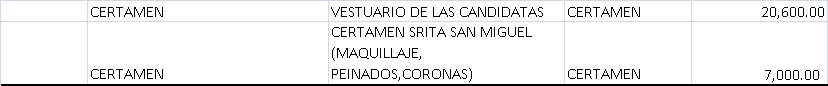 CERTAMEN VESTUARIO DE LAS CANDIDATAS CERTAMEN 20,600.00
CERTAMEN SRITA SAN MIGUEL
(MAQUILLAJE,
CERTAMEN PEINADOS,CORONAS) CERTAMEN 7,000.00